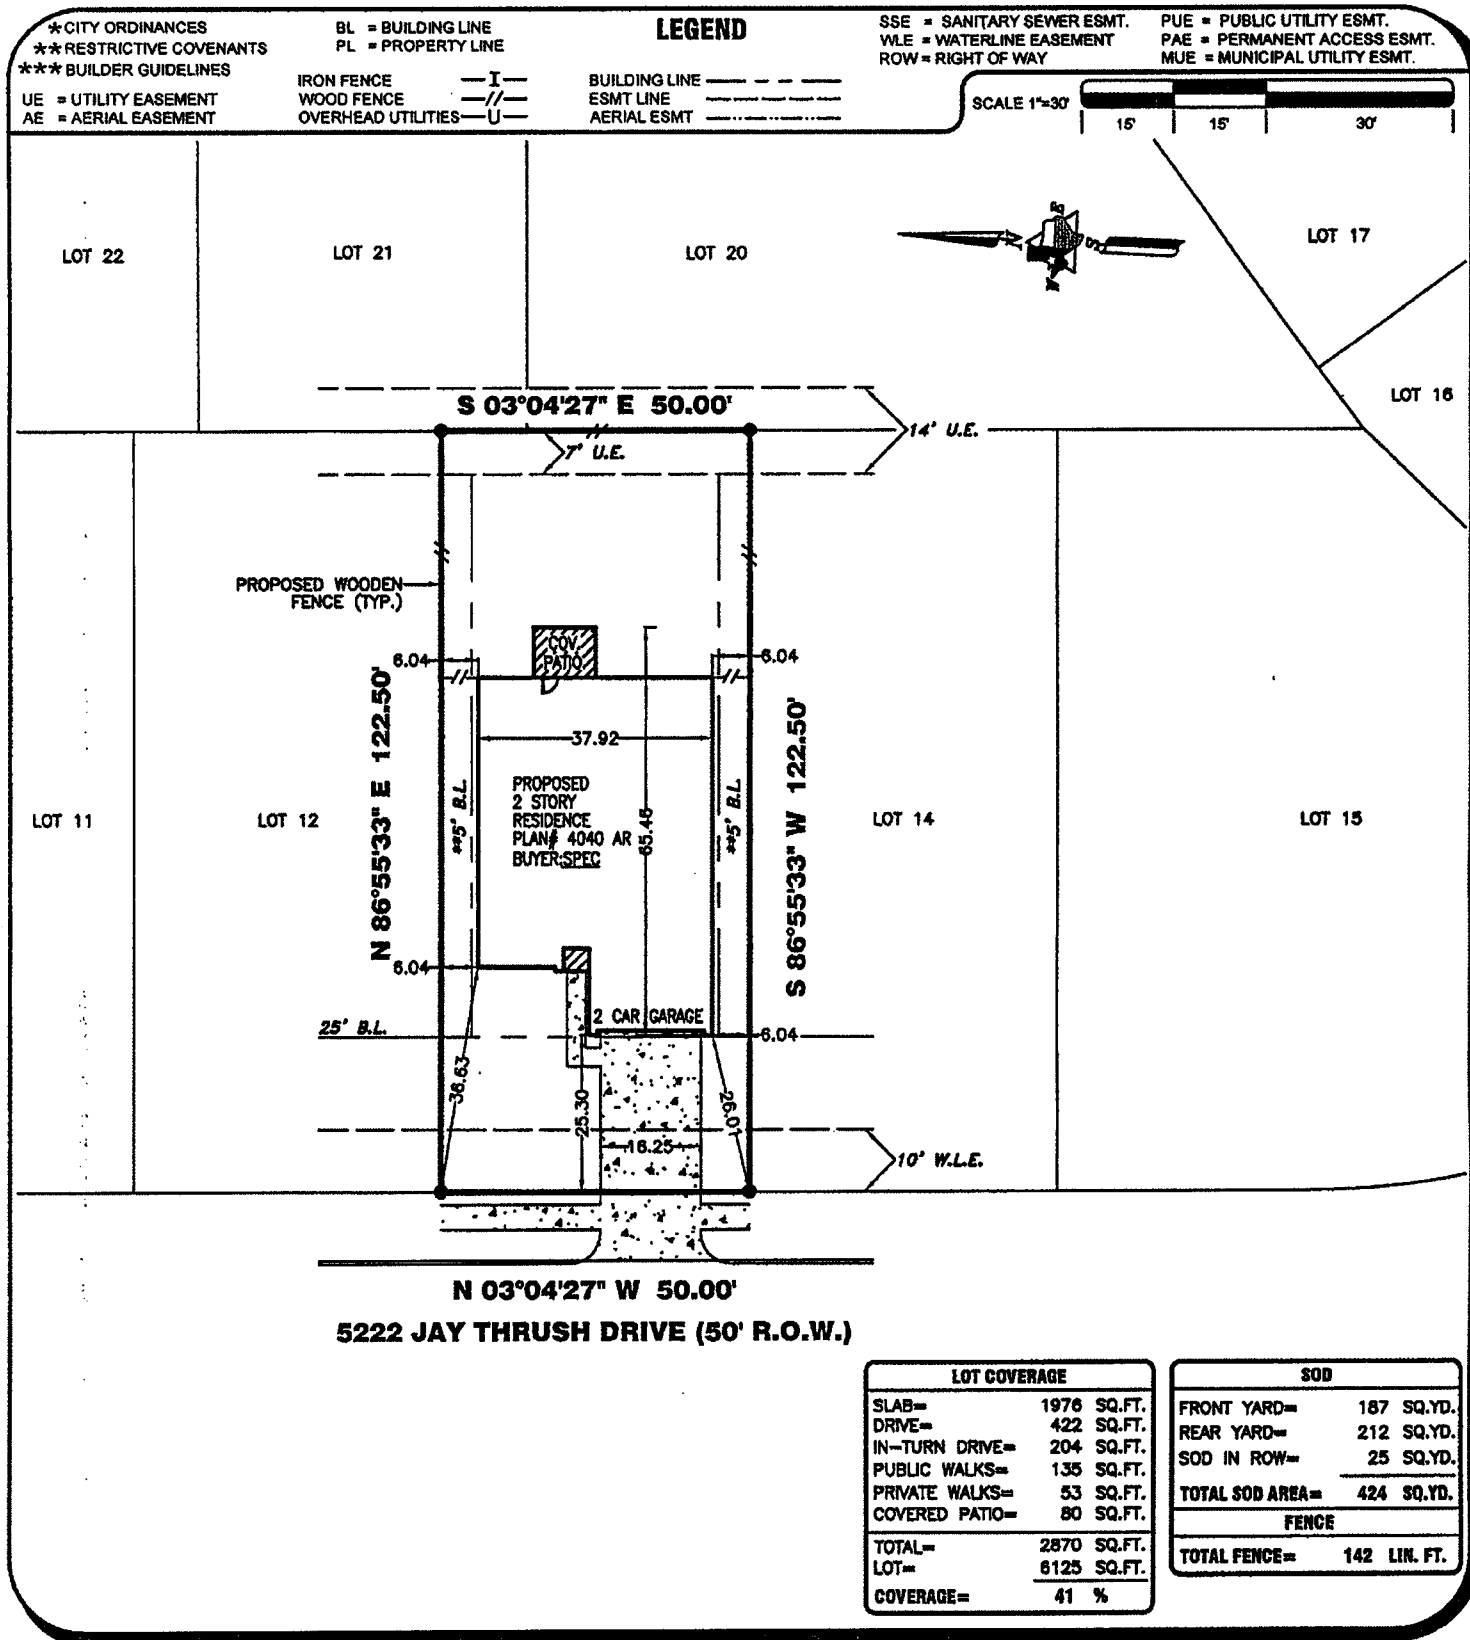 *CITY ORDINANCES
**RESTRICTIVE COVENANTS
***BUILDER GUIDELINES
UE = UTILITY EASEMENT
AE = AERIAL EASEMENT
BL = BUILDING LINE
PL = PROPERTY LINE
IRON FENCE —I—
WOOD FENCE —//—
OVERHEAD UTILITIES —U—
LEGEND
BUILDING LINE
ESMT LINE
AERIAL ESMT
SSE = SANITARY SEWER ESMT.
WLE = WATERLINE EASEMENT
ROW = RIGHT OF WAY
PUE = PUBLIC UTILITY ESMT.
PAE = PERMANENT ACCESS ESMT.
MUE = MUNICIPAL UTILITY ESMT.
SCALE 1"=30'
15' 15' 30'
LOT 22
LOT 21
LOT 20
LOT 17
LOT 16
S 03°04'27" E 50.00'
14' U.E.
7' U.E.
PROPOSED WOODEN
FENCE (TYP.)
COV.
PATIO
6.04
6.04
37.92
N 86°55'33" E 122.50'
S 86°55'33" W 122.50'
**5' B.L.
**5' B.L.
PROPOSED
2 STORY
RESIDENCE
PLAN# 4040 AR
BUYER:SPEC
65.45
LOT 11
LOT 12
LOT 14
LOT 15
6.04
2 CAR GARAGE
25' B.L.
6.04
36.63
25.30
26.01
16.25
10' W.L.E.
N 03°04'27" W 50.00'
5222 JAY THRUSH DRIVE (50' R.O.W.)
LOT COVERAGE
SLAB= 1976 SQ.FT.
DRIVE= 422 SQ.FT.
IN-TURN DRIVE= 204 SQ.FT.
PUBLIC WALKS= 135 SQ.FT.
PRIVATE WALKS= 53 SQ.FT.
COVERED PATIO= 80 SQ.FT.
TOTAL= 2870 SQ.FT.
LOT= 6125 SQ.FT.
COVERAGE= 41 %
SOD
FRONT YARD= 187 SQ.YD.
REAR YARD= 212 SQ.YD.
SOD IN ROW= 25 SQ.YD.
TOTAL SOD AREA= 424 SQ.YD.
FENCE
TOTAL FENCE= 142 LIN. FT.